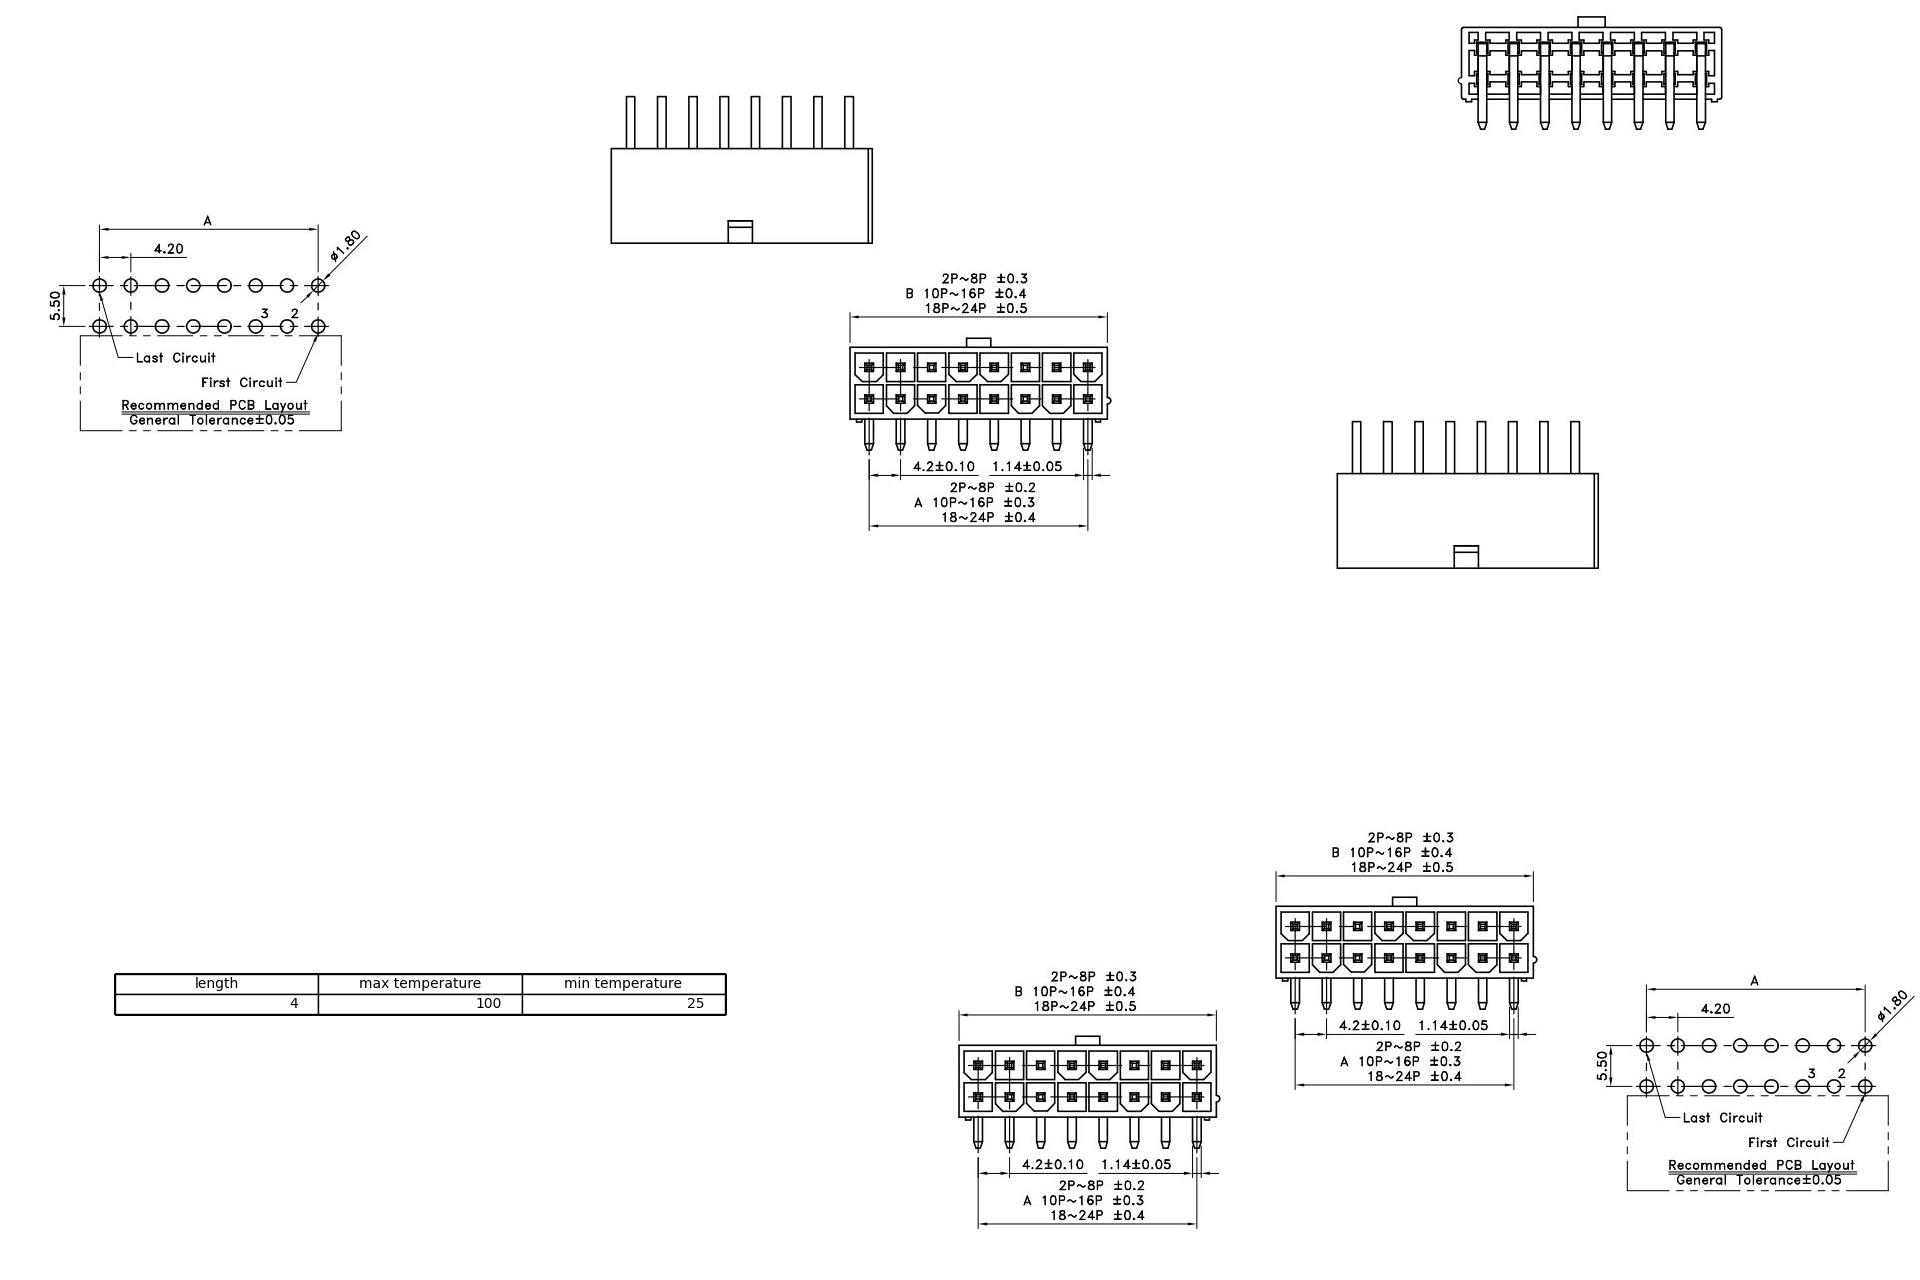 A
4.20
ø1.80
5.50
3 2
Last Circuit
First Circuit
Recommended PCB Layout
General Tolerance±0.05
2P~8P ±0.3
B 10P~16P ±0.4
18P~24P ±0.5
4.2±0.10 1.14±0.05
2P~8P ±0.2
A 10P~16P ±0.3
18~24P ±0.4
2P~8P ±0.3
B 10P~16P ±0.4
18P~24P ±0.5
4.2±0.10 1.14±0.05
2P~8P ±0.2
A 10P~16P ±0.3
18~24P ±0.4
length max temperature min temperature
4 100 25
2P~8P ±0.3
B 10P~16P ±0.4
18P~24P ±0.5
4.2±0.10 1.14±0.05
2P~8P ±0.2
A 10P~16P ±0.3
18~24P ±0.4
A
4.20
ø1.80
5.50
3 2
Last Circuit
First Circuit
Recommended PCB Layout
General Tolerance±0.05